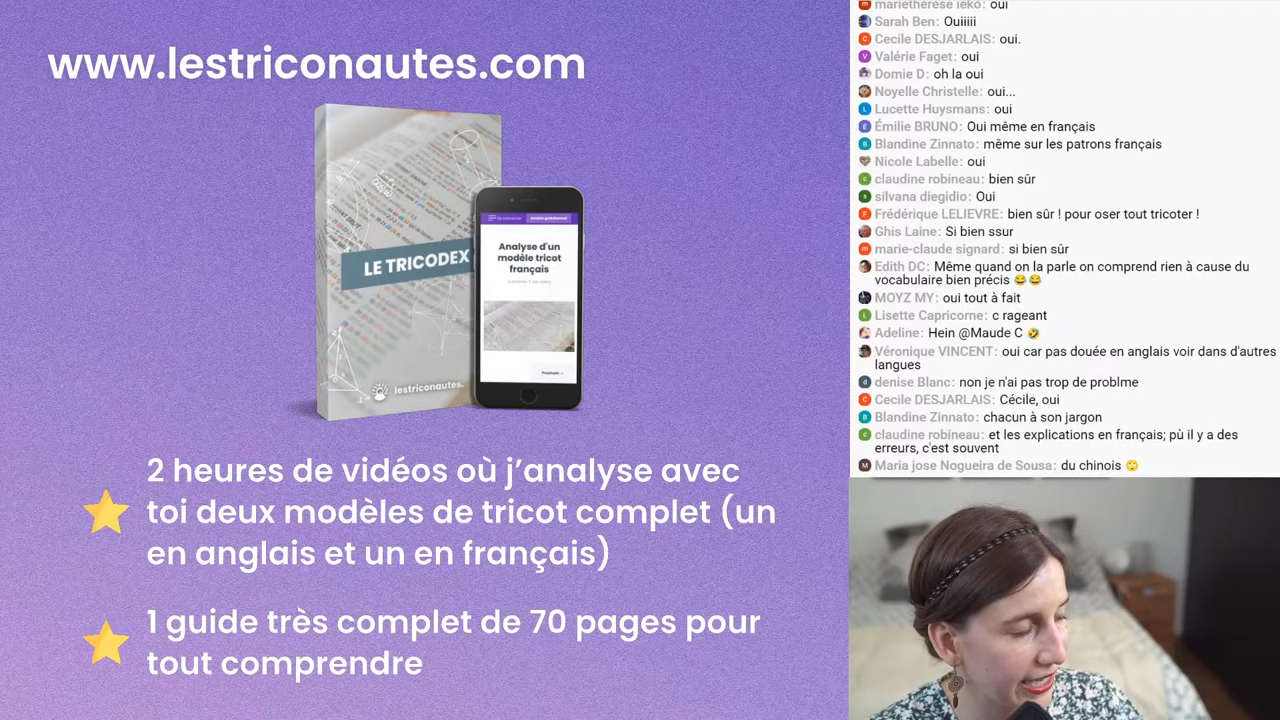 www.lestriconautes.com
LE TRICODEX
lestriconautes.
Analyse d'un
modèle tricot
français
2 heures de vidéos où j'analyse avec
toi deux modèles de tricot complet (un
en anglais et un en français)
1 guide très complet de 70 pages pour
tout comprendre
mariethérèse ieko: oui
Sarah Ben: Ouiiiii
Cecile DESJARLAIS: oui.
Valérie Faget: oui
Domie D: oh la oui
Noyelle Christelle: oui...
Lucette Huysmans: oui
Émilie BRUNO: Oui même en français
Blandine Zinnato: même sur les patrons français
Nicole Labelle: oui
claudine robineau: bien sûr
silvana diegidio: Oui
Frédérique LELIEVRE: bien sûr ! pour oser tout tricoter !
Ghis Laine: Si bien ssur
marie-claude signard: si bien sûr
Edith DC: Même quand on la parle on comprend rien à cause du
vocabulaire bien précis 😂😂
MOYZ MY: oui tout à fait
Lisette Capricorne: c rageant
Adeline: Hein @Maude C 🤣
Véronique VINCENT: oui car pas douée en anglais voir dans d'autres
langues
denise Blanc: non je n'ai pas trop de problme
Cecile DESJARLAIS: Cécile, oui
Blandine Zinnato: chacun à son jargon
claudine robineau: et les explications en français; pù il y a des
erreurs, c'est souvent
Maria jose Nogueira de Sousa: du chinois 🙄